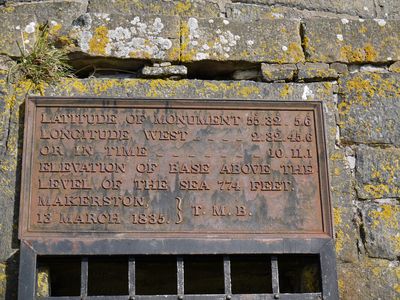 LATITUDE OF MONUMENT 55.32.5.6
LONGITUDE WEST _ _ _ _ 2.32.45.6
OR IN TIME _ _ _ _ _ _ _ 10.11.1
ELEVATION OF BASE ABOVE THE
LEVEL OF THE SEA 774 FEET.
MAKERSTON,
13 MARCH. 1835. } T. M. B.